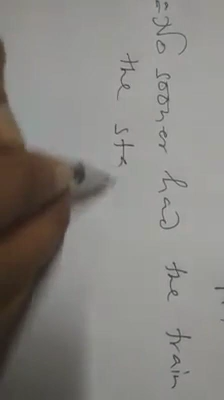 =No sooner had the train
the sta